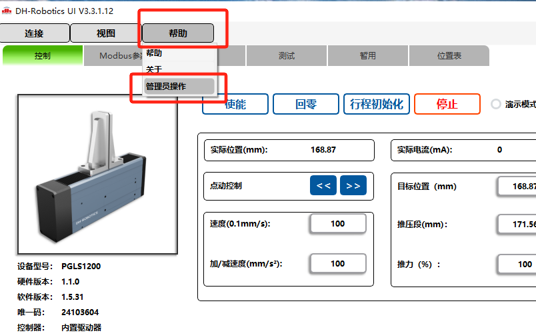 DH-Robotics UI V3.3.1.12
连接 视图 帮助
帮助
关于
管理员操作
控制 Modbus参 测试 暂用 位置表
使能 回零 行程初始化 停止 演示模式
实际位置(mm): 168.87 实际电流(mA): 0
点动控制 << >>
目标位置（mm） 168.87
速度(0.1mm/s): 100
推压段(mm): 171.56
加/减速度(mm/s²): 100
推力（%）: 100
DH-ROBOTICS
设备型号: PGLS1200
硬件版本: 1.1.0
软件版本: 1.5.31
唯一码: 24103604
控制器: 内置驱动器